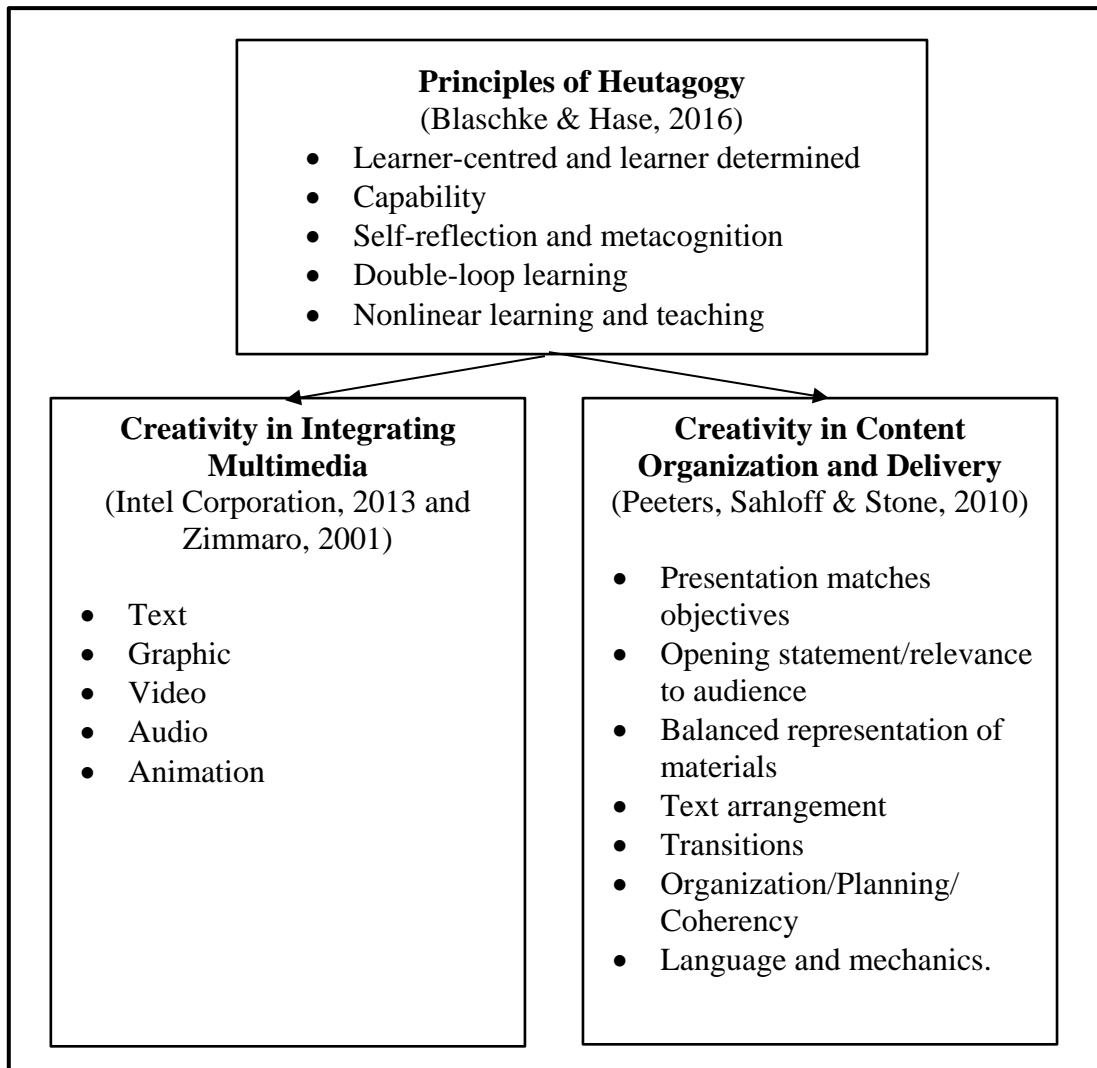 Principles of Heutagogy
(Blaschke & Hase, 2016)
• Learner-centred and learner determined
• Capability
• Self-reflection and metacognition
• Double-loop learning
• Nonlinear learning and teaching
Creativity in Integrating
Multimedia
(Intel Corporation, 2013 and
Zimmaro, 2001)
• Text
• Graphic
• Video
• Audio
• Animation
Creativity in Content
Organization and Delivery
(Peeters, Sahloff & Stone, 2010)
• Presentation matches
objectives
• Opening statement/relevance
to audience
• Balanced representation of
materials
• Text arrangement
• Transitions
• Organization/Planning/
Coherency
• Language and mechanics.